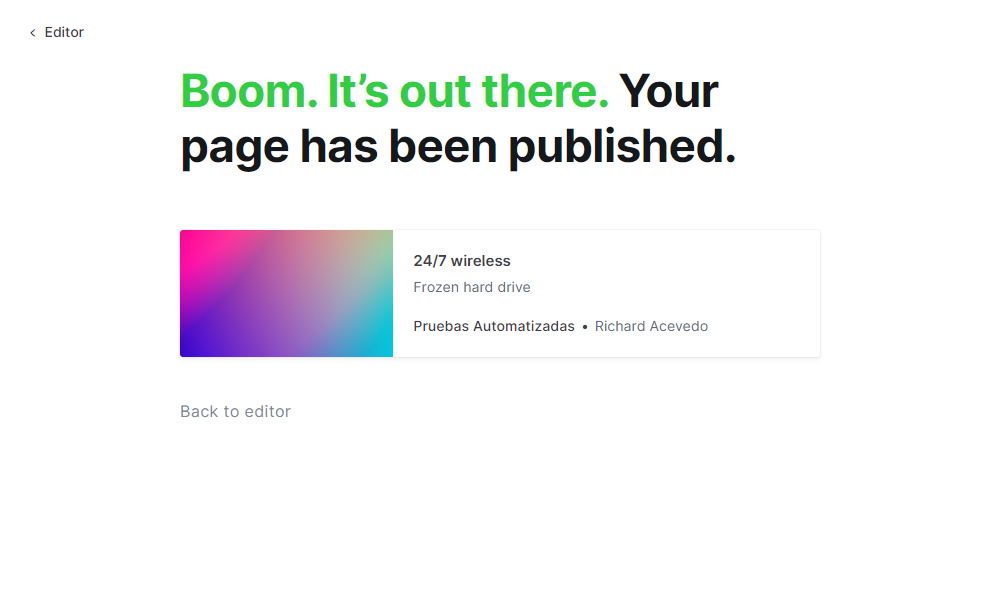 Editor
Boom. It’s out there. Your
page has been published.
24/7 wireless
Frozen hard drive
Pruebas Automatizadas • Richard Acevedo
Back to editor